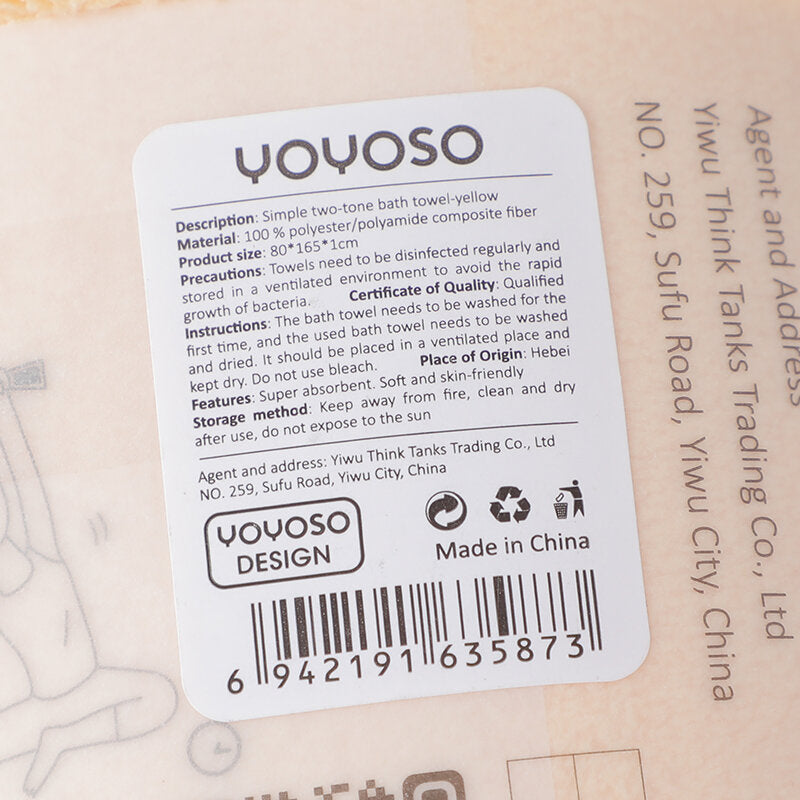 YOYOSO
Description: Simple two-tone bath towel-yellow
Material: 100 % polyester/polyamide composite fiber
Product size: 80*165*1cm
Precautions: Towels need to be disinfected regularly and
stored in a ventilated environment to avoid the rapid
growth of bacteria. Certificate of Quality: Qualified
Instructions: The bath towel needs to be washed for the
first time, and the used bath towel needs to be washed
and dried. It should be placed in a ventilated place and
kept dry. Do not use bleach. Place of Origin: Hebei
Features: Super absorbent. Soft and skin-friendly
Storage method: Keep away from fire, clean and dry
after use, do not expose to the sun
Agent and address: Yiwu Think Tanks Trading Co., Ltd
NO. 259, Sufu Road, Yiwu City, China
YOYOSO
DESIGN
Made in China
6 942191 635873
Agent and Address
Yiwu Think Tanks Trading Co., Ltd
NO. 259, Sufu Road, Yiwu City, China